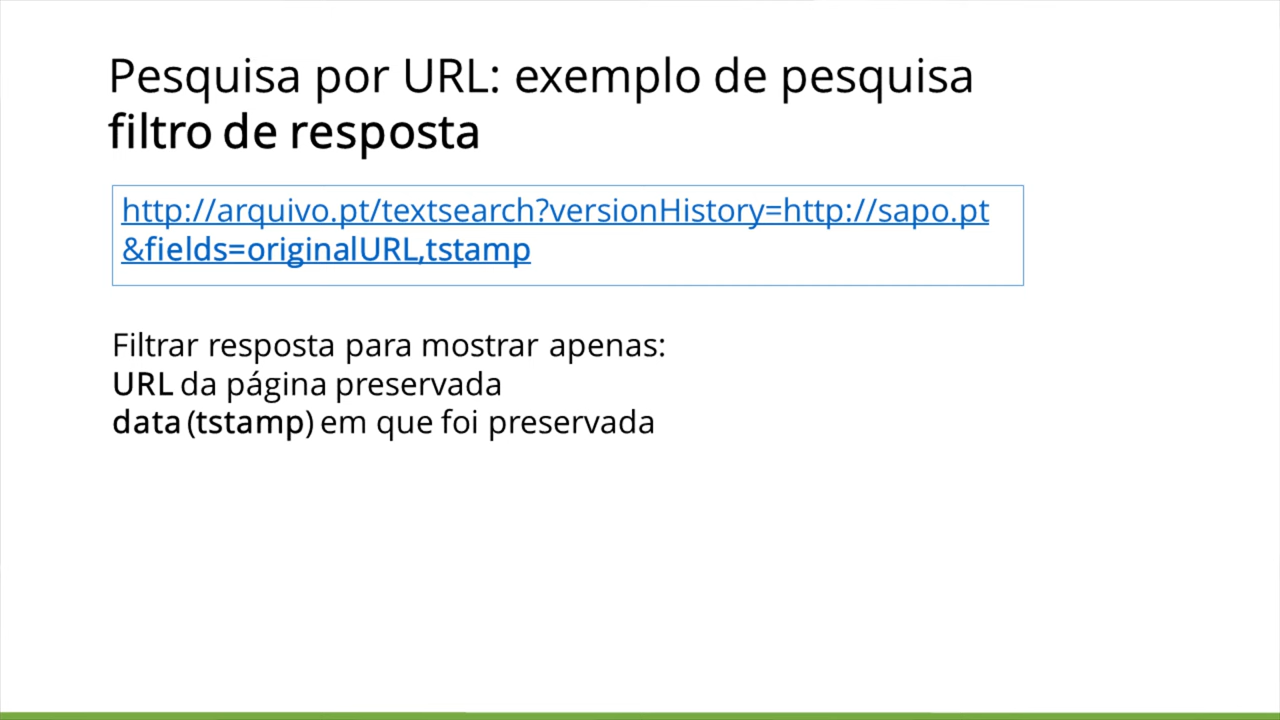 Pesquisa por URL: exemplo de pesquisa
filtro de resposta
http://arquivo.pt/textsearch?versionHistory=http://sapo.pt
&fields=originalURL,tstamp
Filtrar resposta para mostrar apenas:
URL da página preservada
data (tstamp) em que foi preservada